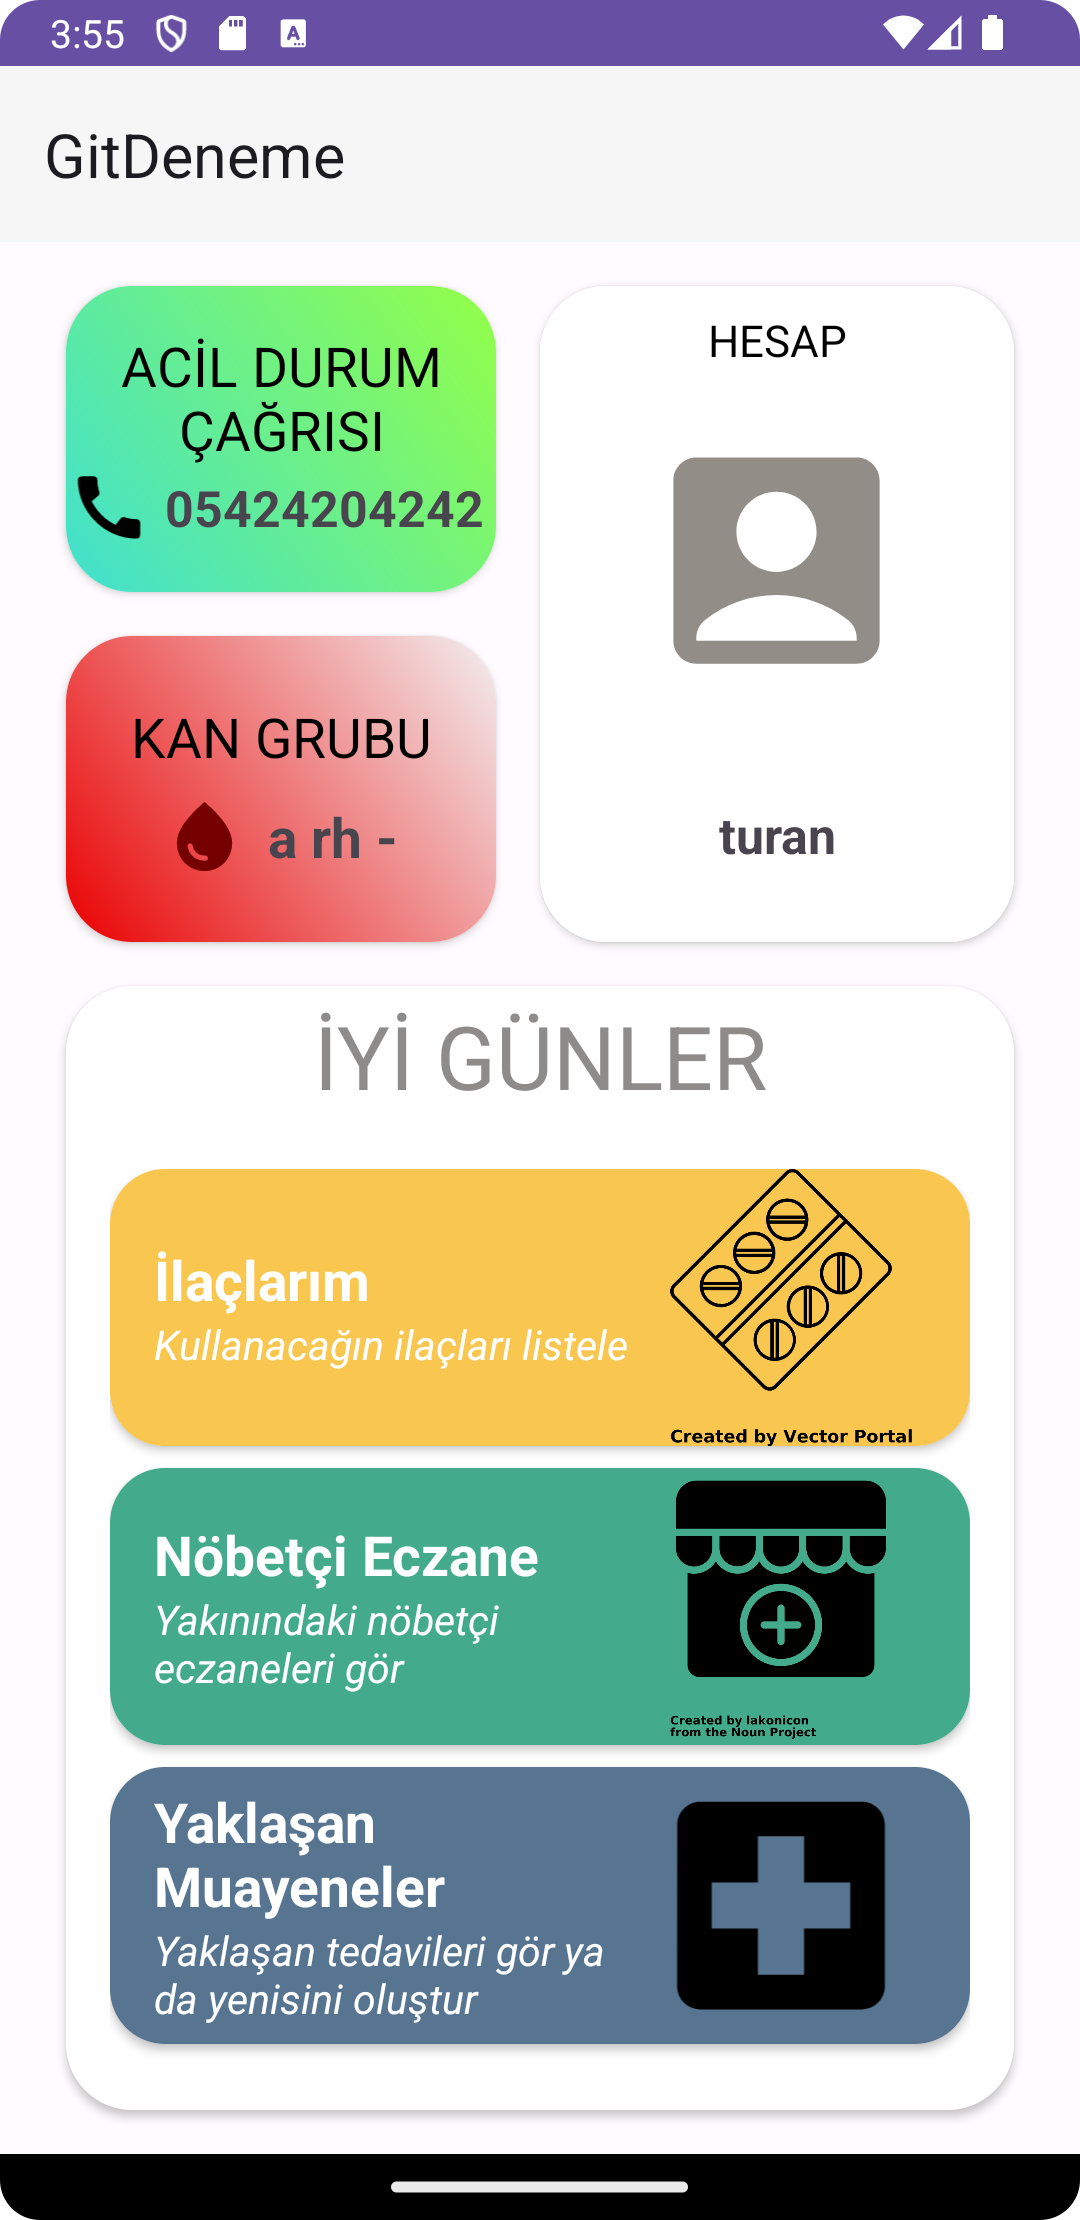 3:55
GitDeneme
ACİL DURUM
ÇAĞRISI
05424204242
HESAP
KAN GRUBU
a rh -
turan
İYİ GÜNLER
İlaçlarım
Kullanacağın ilaçları listele
Created by Vector Portal
Nöbetçi Eczane
Yakınındaki nöbetçi
eczaneleri gör
Created by lakonicon
from the Noun Project
Yaklaşan
Muayeneler
Yaklaşan tedavileri gör ya
da yenisini oluştur